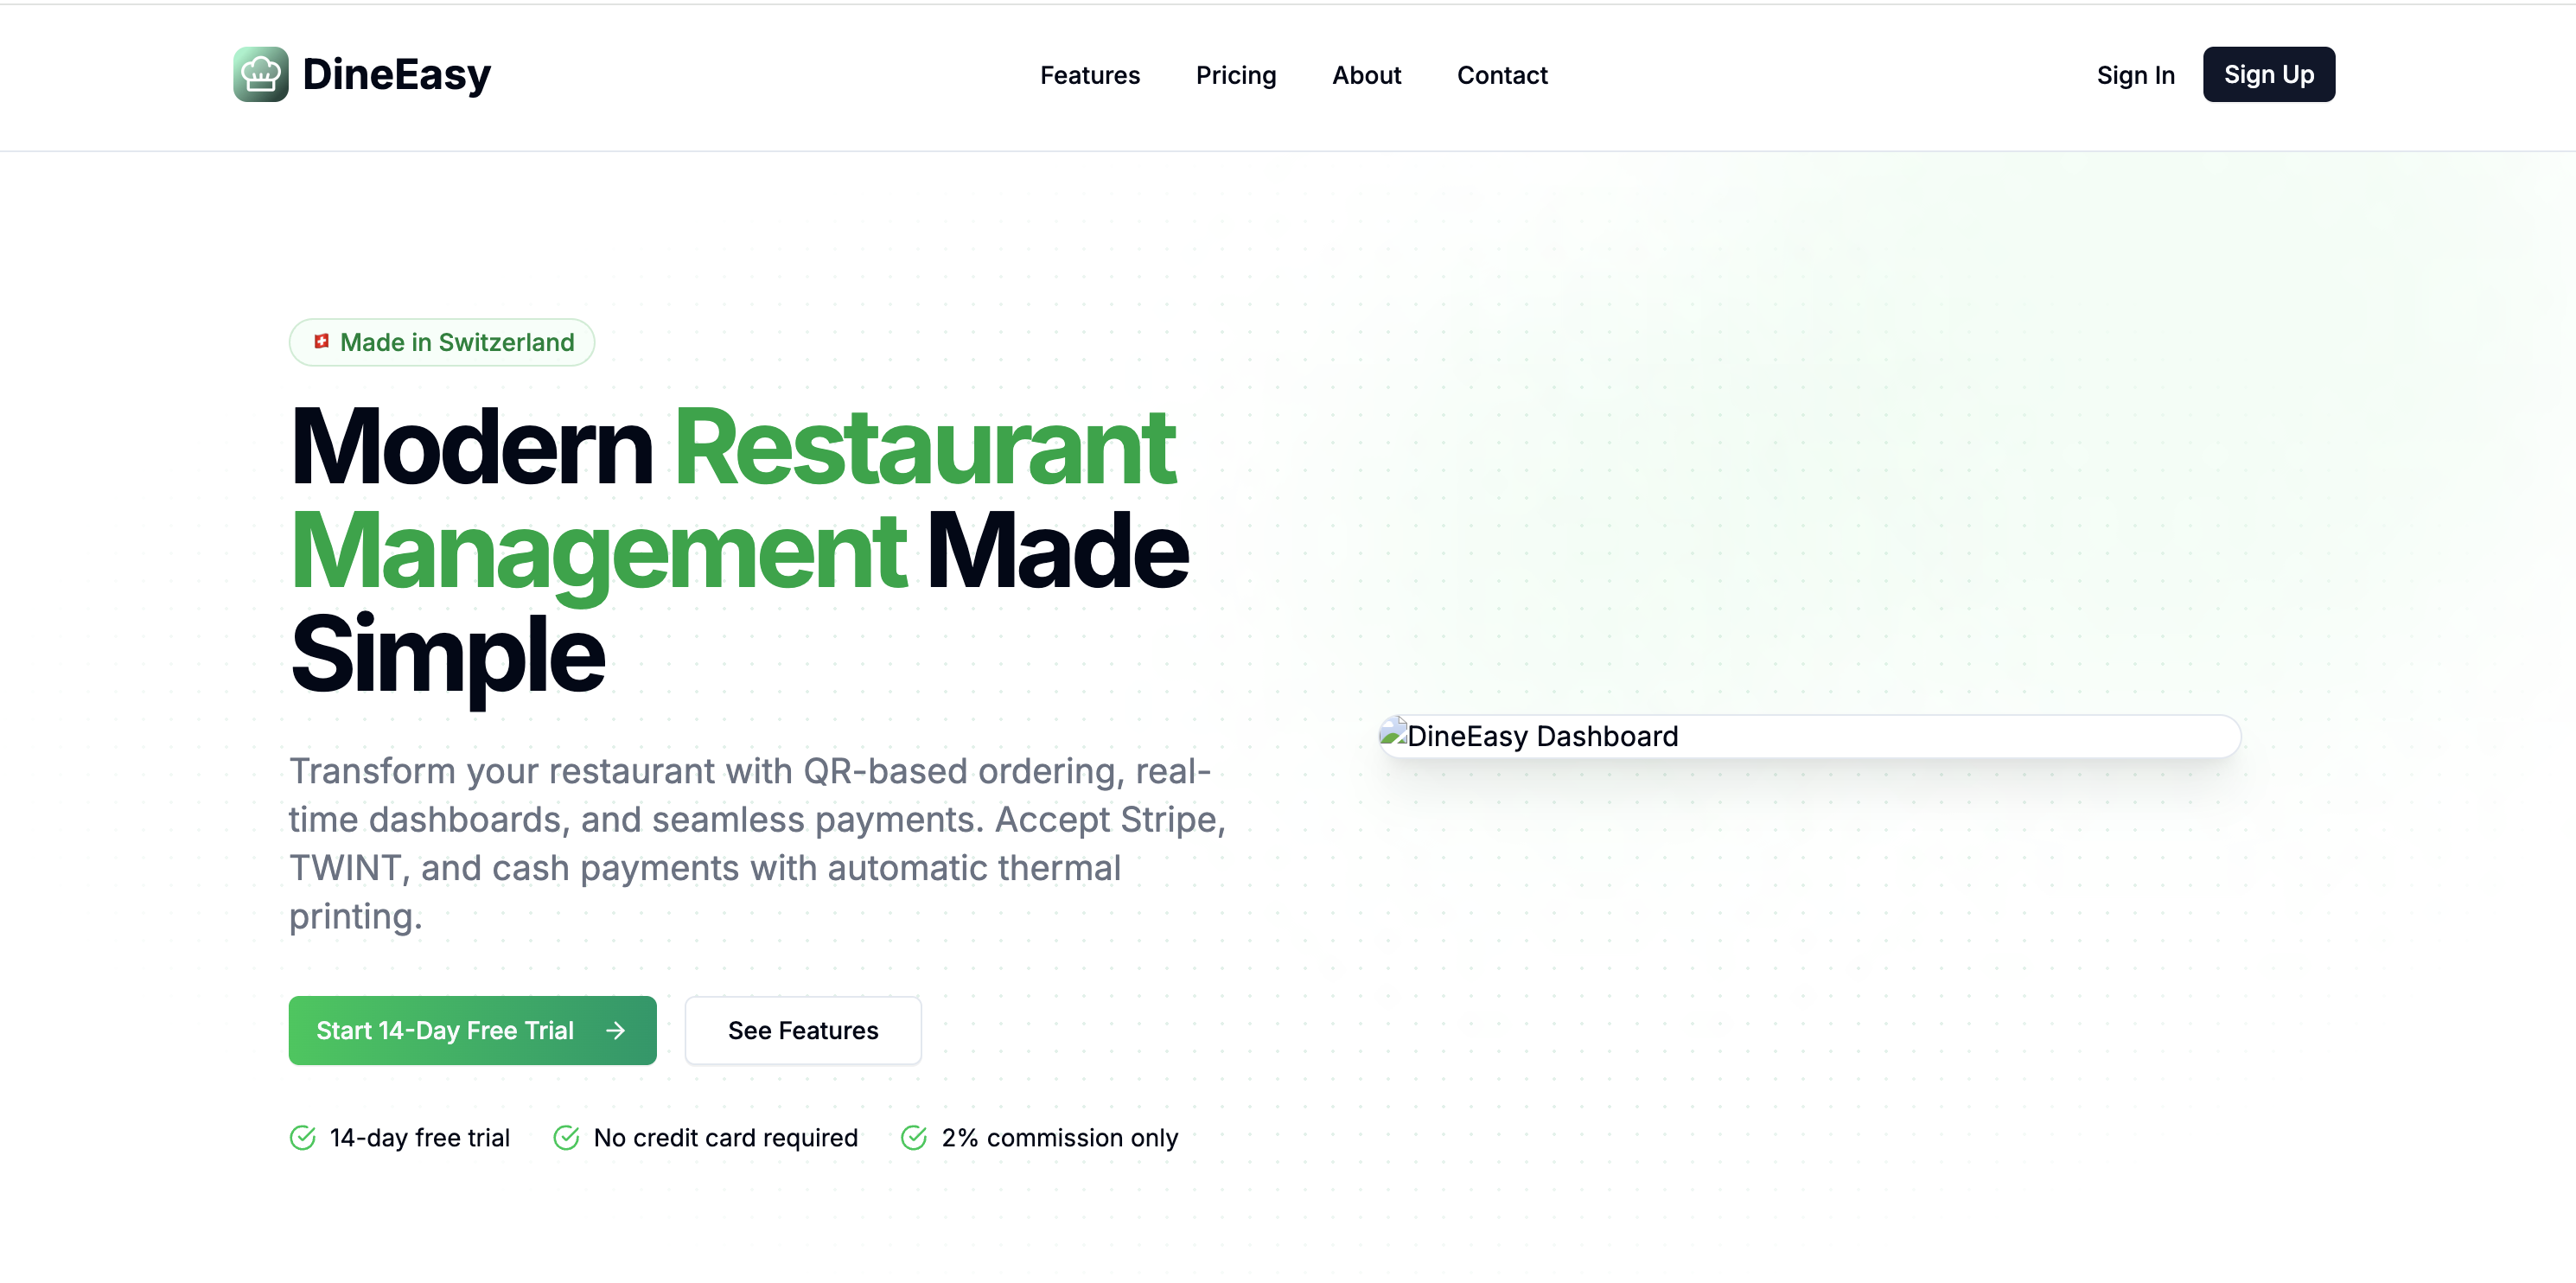 DineEasy
Features
Pricing
About
Contact
Sign In
Sign Up
Made in Switzerland
Modern Restaurant
Management Made
Simple
Transform your restaurant with QR-based ordering, real-
time dashboards, and seamless payments. Accept Stripe,
TWINT, and cash payments with automatic thermal
printing.
DineEasy Dashboard
Start 14-Day Free Trial
See Features
14-day free trial
No credit card required
2% commission only